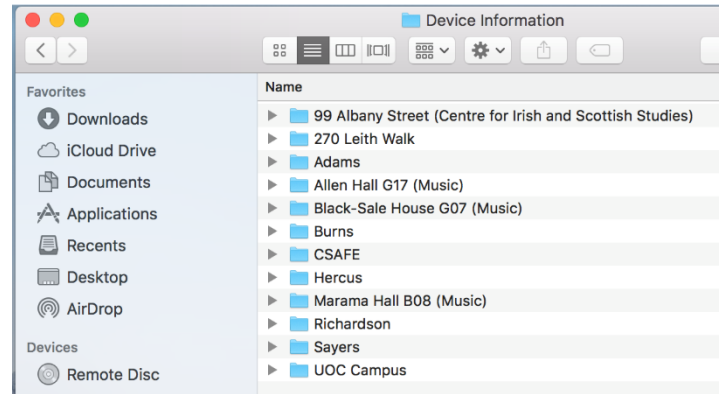 Device Information
Favorites
Downloads
iCloud Drive
Documents
Applications
Recents
Desktop
AirDrop
Devices
Remote Disc
Name
99 Albany Street (Centre for Irish and Scottish Studies)
270 Leith Walk
Adams
Allen Hall G17 (Music)
Black-Sale House G07 (Music)
Burns
CSAFE
Hercus
Marama Hall B08 (Music)
Richardson
Sayers
UOC Campus